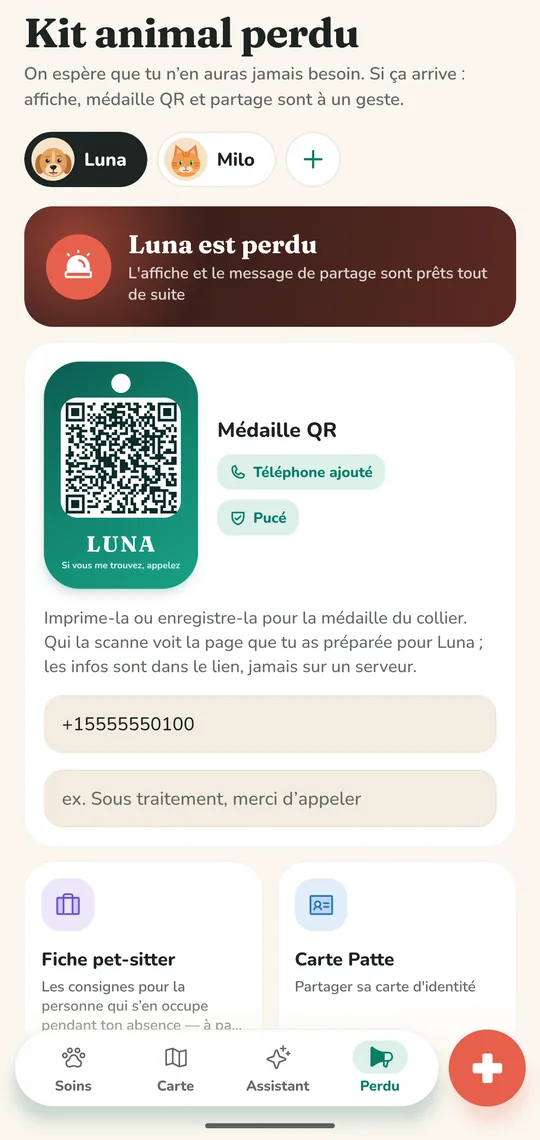 Kit animal perdu
On espère que tu n’en auras jamais besoin. Si ça arrive :
affiche, médaille QR et partage sont à un geste.
Luna
Milo
Luna est perdu
L'affiche et le message de partage sont prêts tout
de suite
LUNA
Si vous me trouvez, appelez
Médaille QR
Téléphone ajouté
Pucé
Imprime-la ou enregistre-la pour la médaille du collier.
Qui la scanne voit la page que tu as préparée pour Luna ;
les infos sont dans le lien, jamais sur un serveur.
+15555550100
ex. Sous traitement, merci d’appeler
Fiche pet-sitter
Les consignes pour la
personne qui s’en occupe
pendant ton absence — à pa…
Carte Patte
Partager sa carte d'identité
Soins
Carte
Assistant
Perdu